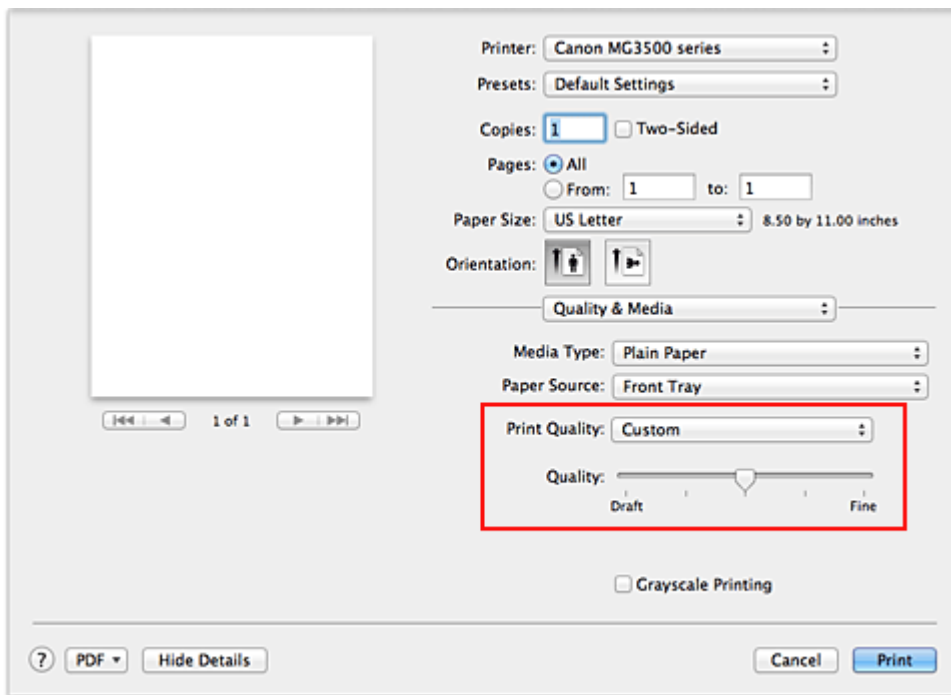 Printer: Canon MG3500 series
Presets: Default Settings
Copies: 1 Two-Sided
Pages: All
From: 1 to: 1
Paper Size: US Letter 8.50 by 11.00 inches
Orientation:
Quality & Media
Media Type: Plain Paper
Paper Source: Front Tray
1 of 1
Print Quality: Custom
Quality:
Draft Fine
Grayscale Printing
? PDF Hide Details Cancel Print